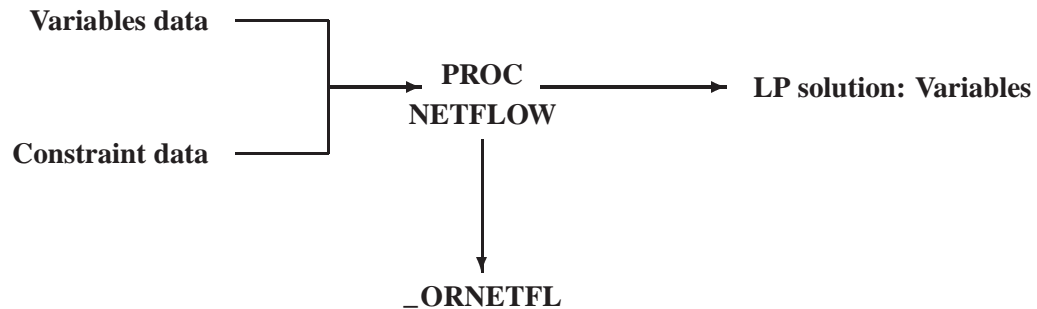 Variables data
PROC
NETFLOW
LP solution: Variables
Constraint data
_ORNETFL